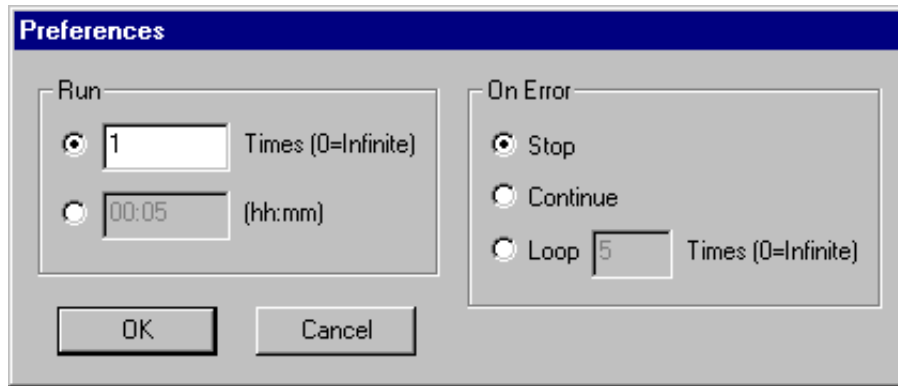 Preferences
Run
1 Times (0=Infinite)
00:05 (hh:mm)
On Error
Stop
Continue
Loop 5 Times (0=Infinite)
OK
Cancel